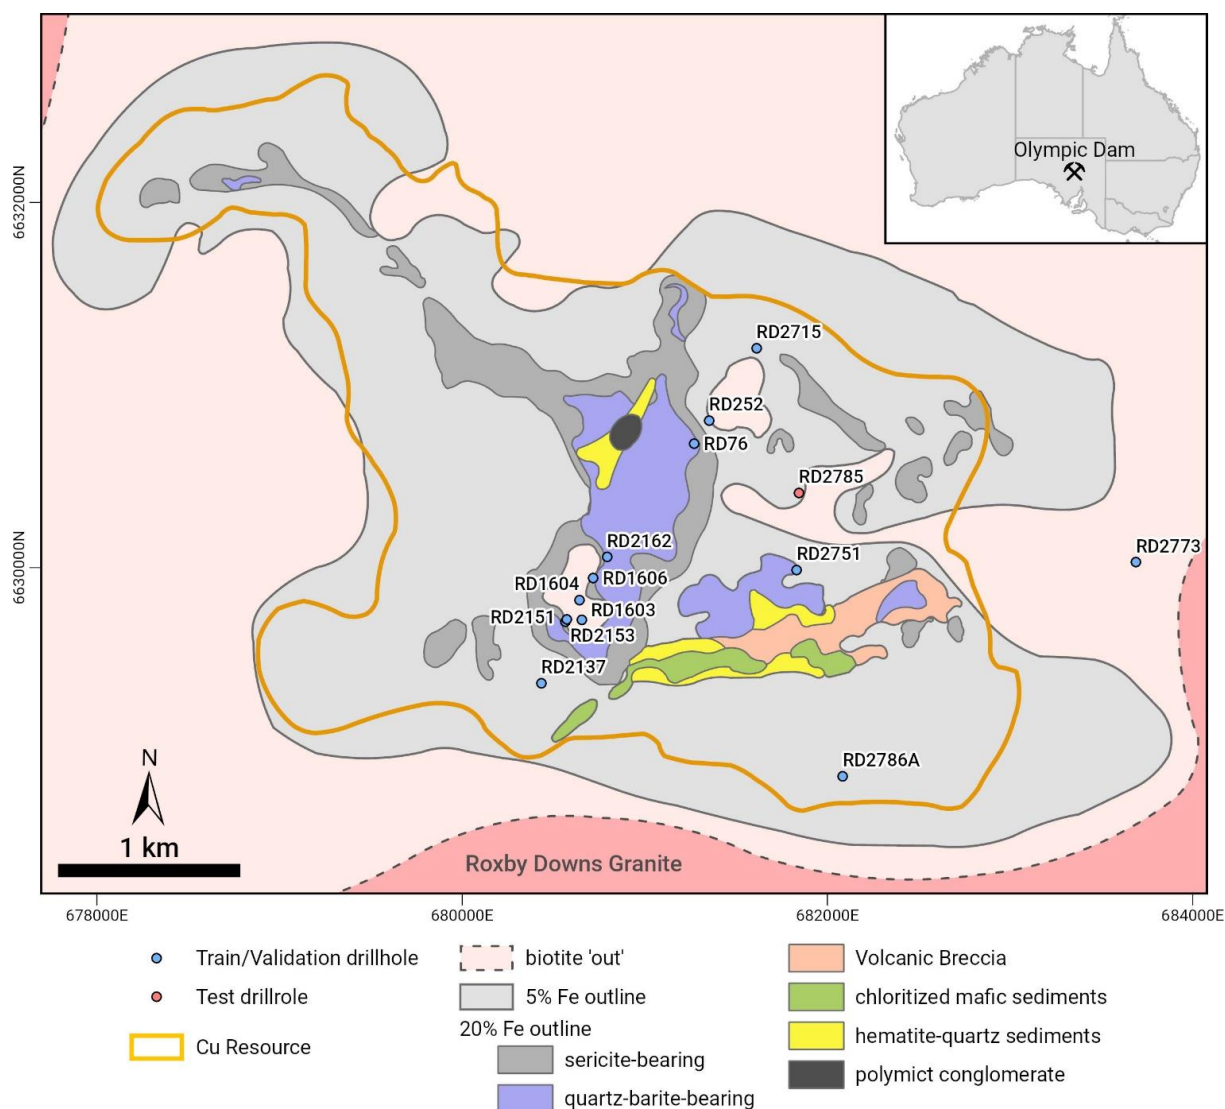 Olympic Dam
6632000N
RD2715
RD252
RD76
RD2785
RD2773
6630000N
RD2162
RD2751
RD1606
RD1604
RD1603
RD2151
RD2153
RD2137
RD2786A
N
1 km
Roxby Downs Granite
678000E
680000E
682000E
684000E
Train/Validation drillhole
Test drillrole
Cu Resource
biotite 'out'
5% Fe outline
20% Fe outline
sericite-bearing
quartz-barite-bearing
Volcanic Breccia
chloritized mafic sediments
hematite-quartz sediments
polymict conglomerate